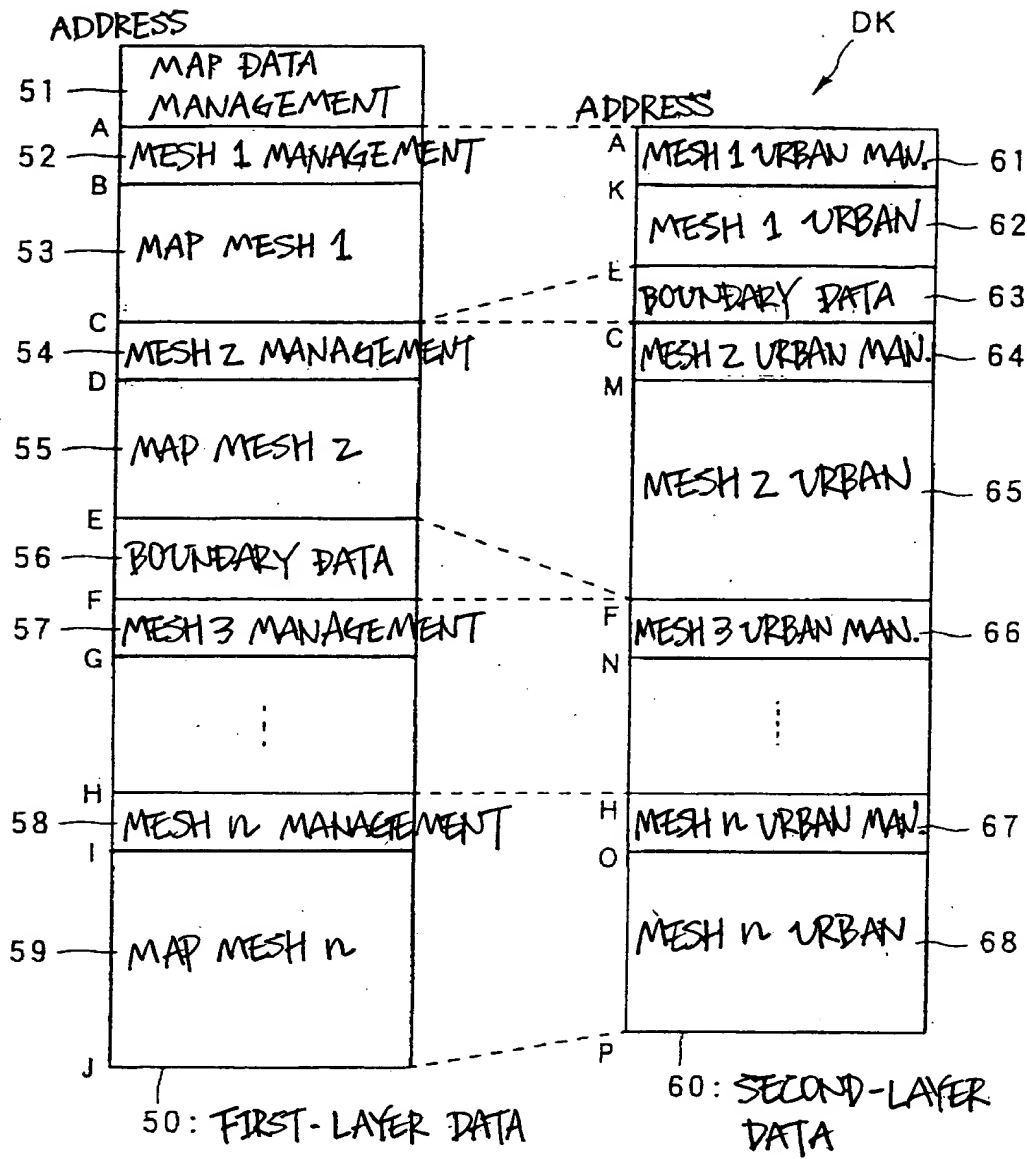 ADDRESS
DK
51
MAP DATA
MANAGEMENT
ADDRESS
A
52
MESH 1 MANAGEMENT
B
53
MAP MESH 1
C
54
MESH 2 MANAGEMENT
D
55
MAP MESH 2
E
56
BOUNDARY DATA
F
57
MESH 3 MANAGEMENT
G
H
58
MESH n MANAGEMENT
I
59
MAP MESH n
J
50: FIRST-LAYER DATA
A
MESH 1 URBAN MAN.
61
K
MESH 1 URBAN
62
E
BOUNDARY DATA
63
C
MESH 2 URBAN MAN.
64
M
MESH 2 URBAN
65
F
MESH 3 URBAN MAN.
66
N
H
MESH n URBAN MAN.
67
O
MESH n URBAN
68
P
60: SECOND-LAYER
DATA